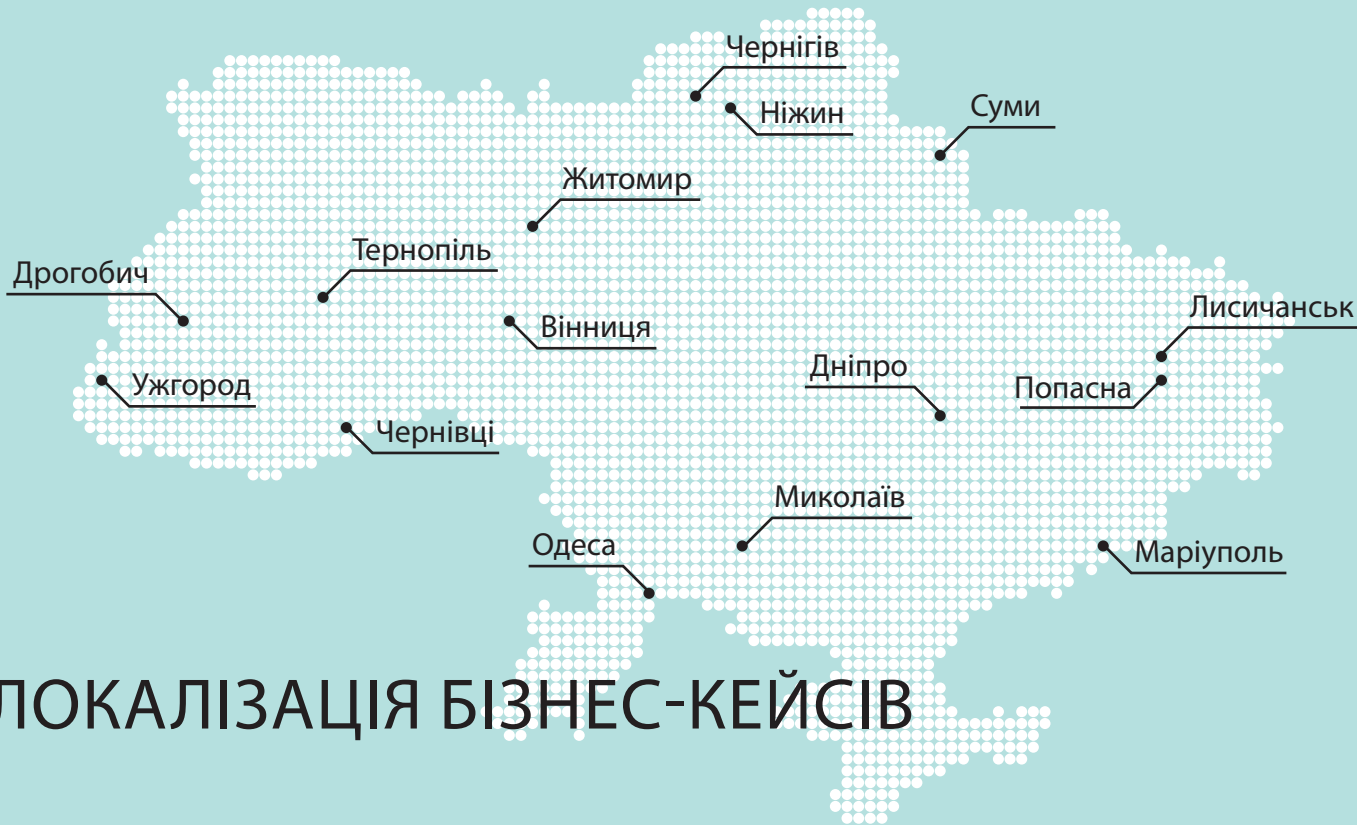 Чернігів
Ніжин
Суми
Житомир
Тернопіль
Дрогобич
Вінниця
Лисичанськ
Дніпро
Попасна
Ужгород
Чернівці
Миколаїв
Одеса
Маріуполь
ЛОКАЛІЗАЦІЯ БІЗНЕС-КЕЙСІВ